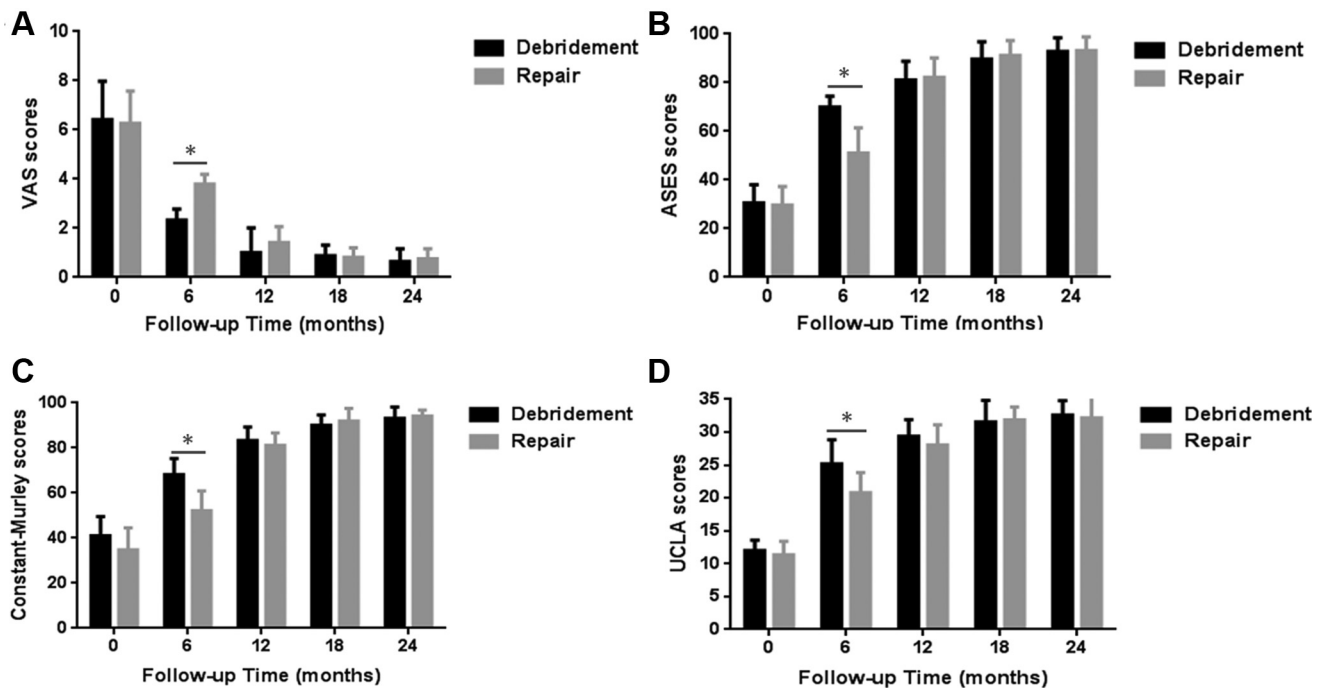 A
10
8
6
4
2
0
VAS scores
*
Debridement
Repair
0 6 12 18 24
Follow-up Time (months)
B
100
80
60
40
20
0
ASES scores
*
Debridement
Repair
0 6 12 18 24
Follow-up Time (months)
C
100
80
60
40
20
0
Constant-Murley scores
*
Debridement
Repair
0 6 12 18 24
Follow-up Time (months)
D
35
30
25
20
15
10
5
0
UCLA scores
*
Debridement
Repair
0 6 12 18 24
Follow-up Time (months)